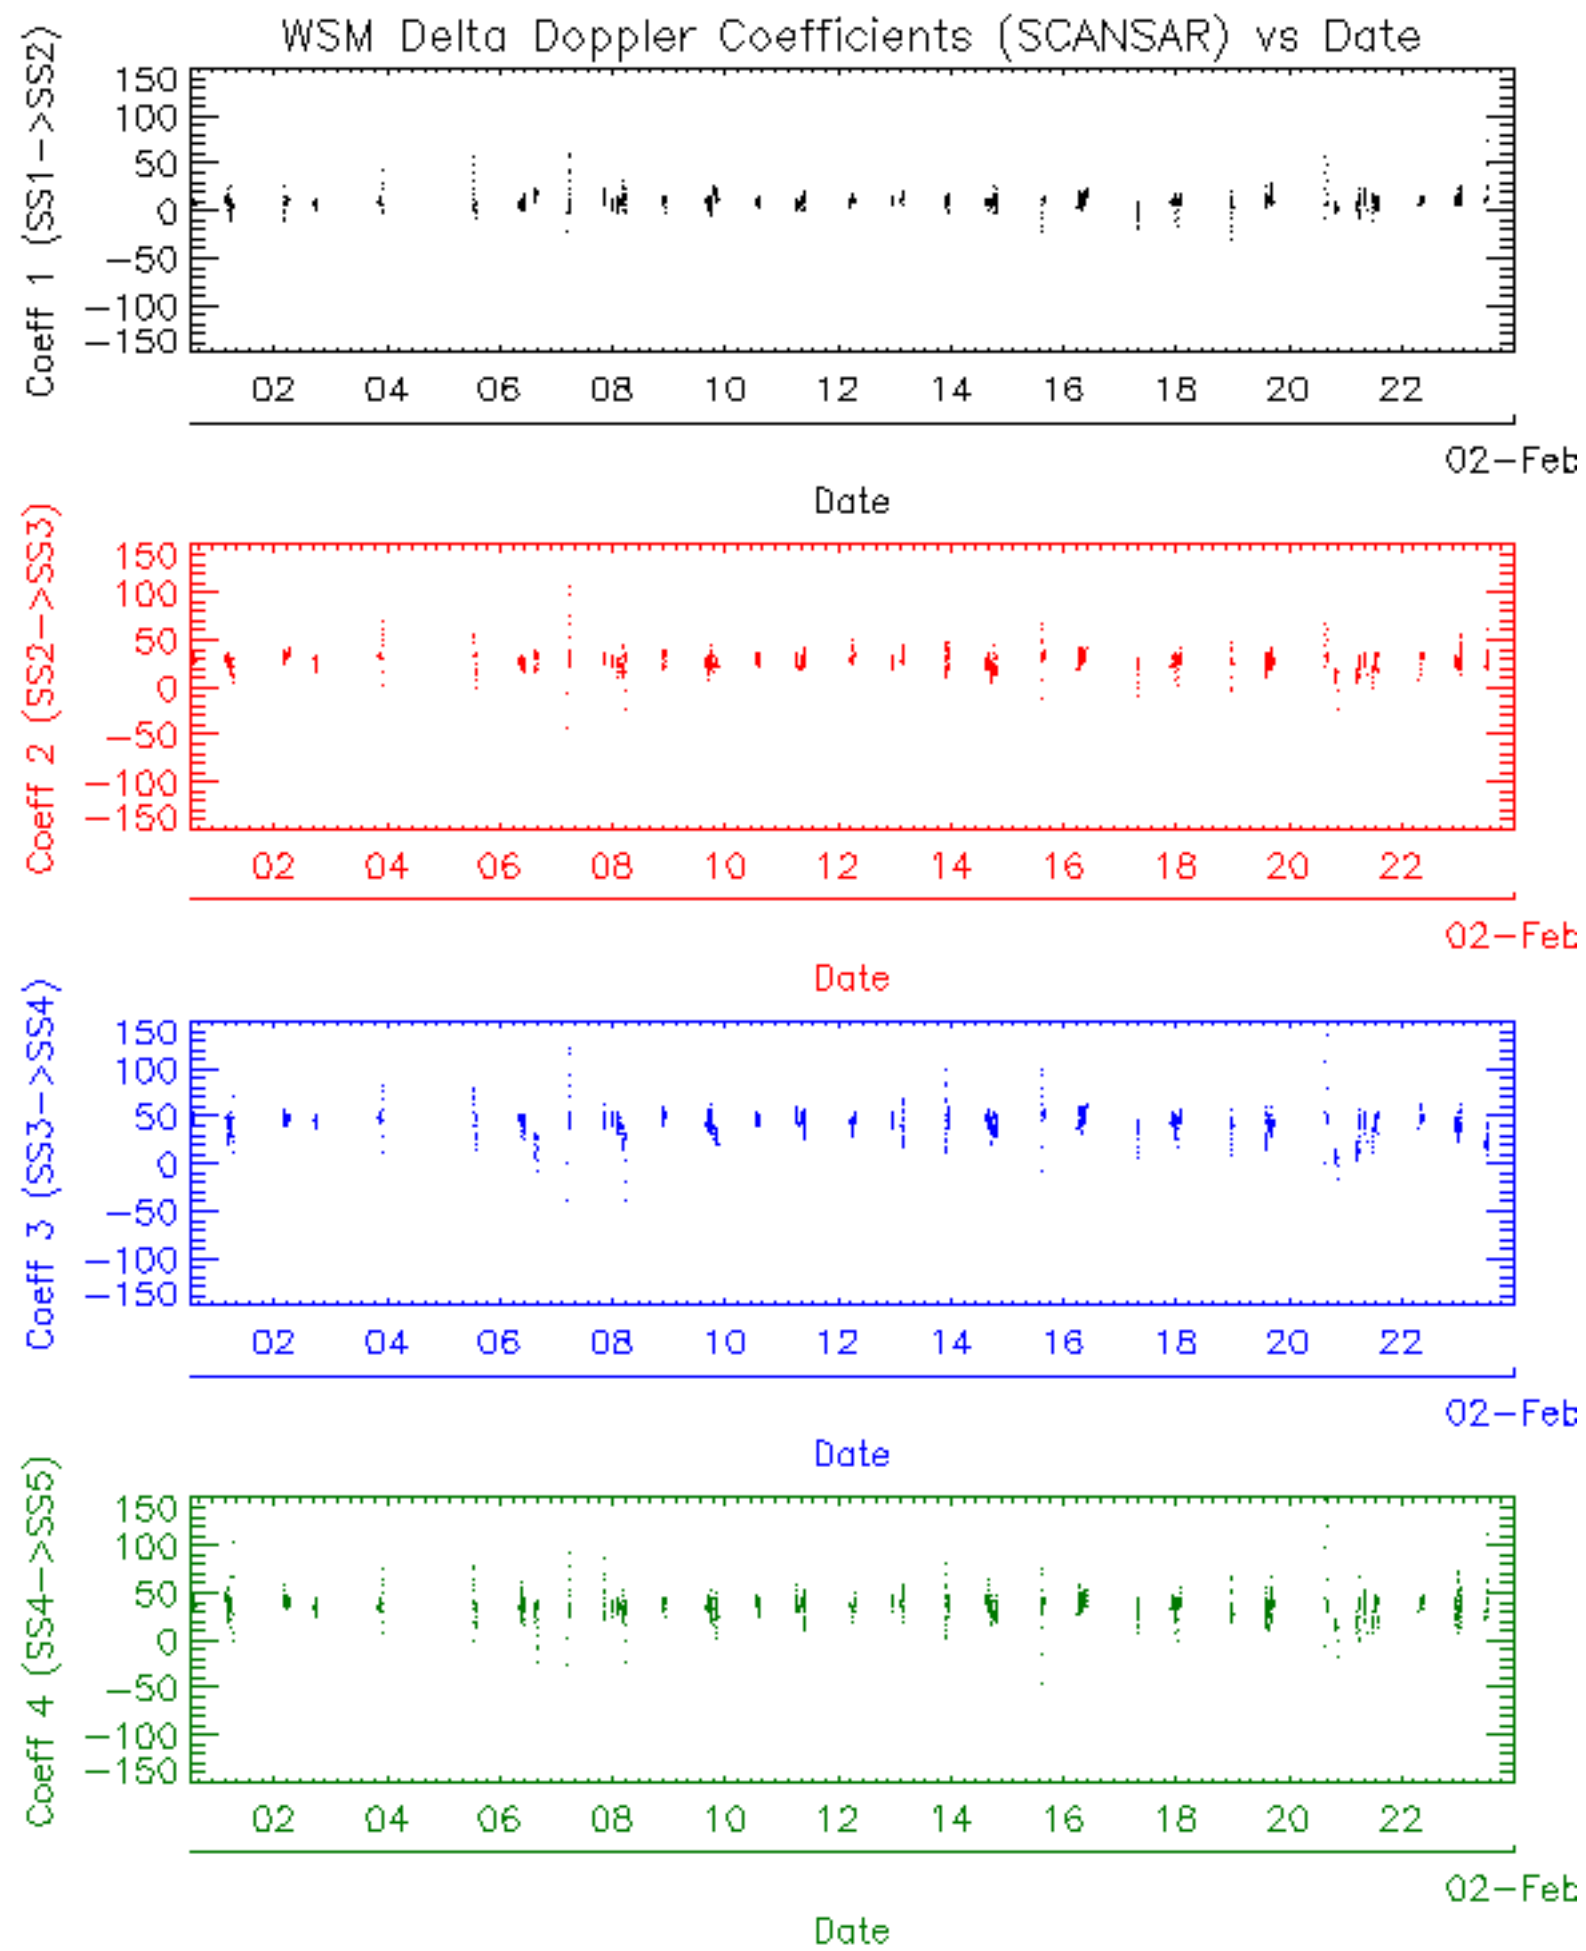 WSM Delta Doppler Coefficients (SCANSAR) vs Date
Coeff 1 (SS1->SS2)
150
100
50
0
-50
-100
-150
02 04 06 08 10 12 14 16 18 20 22
02-Feb
Date
Coeff 2 (SS2->SS3)
150
100
50
0
-50
-100
-150
02 04 06 08 10 12 14 16 18 20 22
02-Feb
Date
Coeff 3 (SS3->SS4)
150
100
50
0
-50
-100
-150
02 04 06 08 10 12 14 16 18 20 22
02-Feb
Date
Coeff 4 (SS4->SS5)
150
100
50
0
-50
-100
-150
02 04 06 08 10 12 14 16 18 20 22
02-Feb
Date